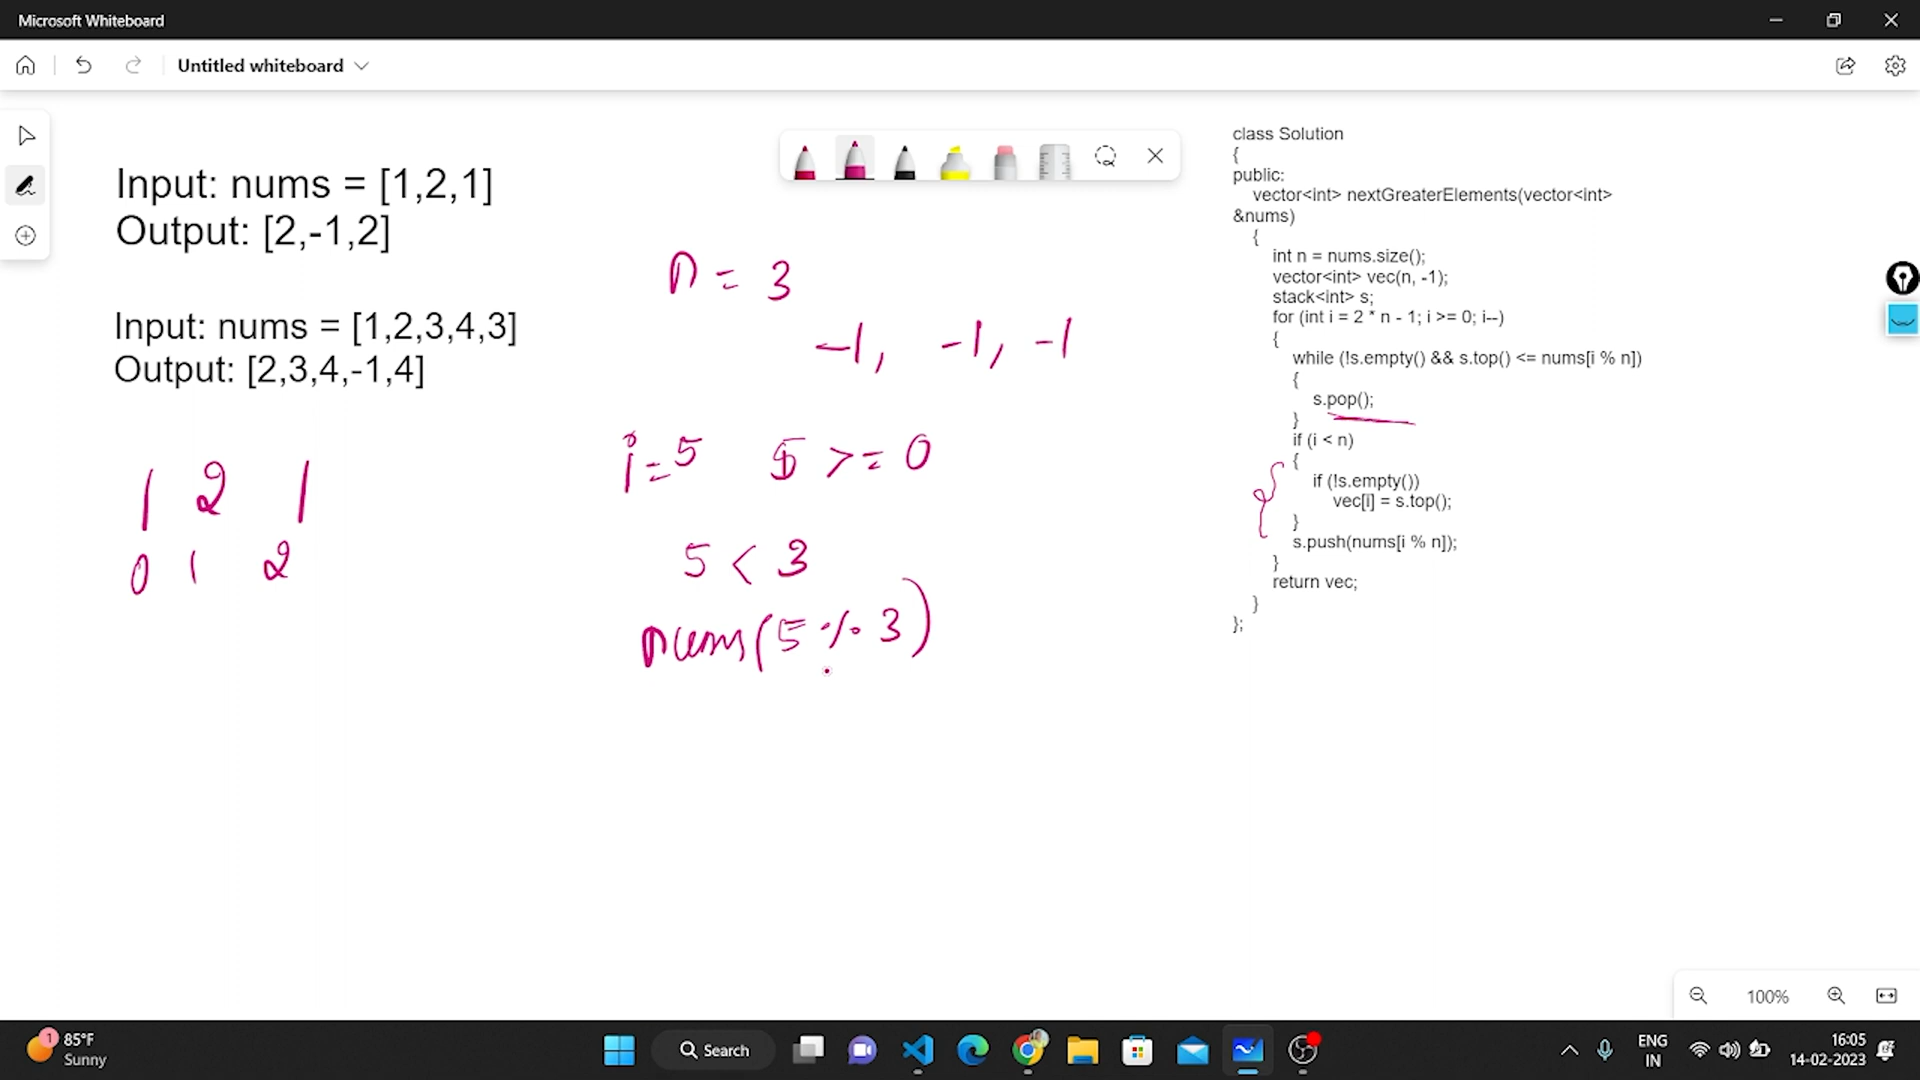 Microsoft Whiteboard
Untitled whiteboard
Input: nums = [1,2,1]
Output: [2,-1,2]
Input: nums = [1,2,3,4,3]
Output: [2,3,4,-1,4]
1 2 1
0 1 2
n = 3
-1, -1, -1
i=5 5 >= 0
5 < 3
nums(5 % 3)
class Solution
{
public:
vector<int> nextGreaterElements(vector<int>
&nums)
{
int n = nums.size();
vector<int> vec(n, -1);
stack<int> s;
for (int i = 2 * n - 1; i >= 0; i--)
{
while (!s.empty() && s.top() <= nums[i % n])
{
s.pop();
}
if (i < n)
{
if (!s.empty())
vec[i] = s.top();
}
s.push(nums[i % n]);
}
return vec;
}
};
100%
1
85°F
Sunny
Search
ENG
IN
16:05
14-02-2023